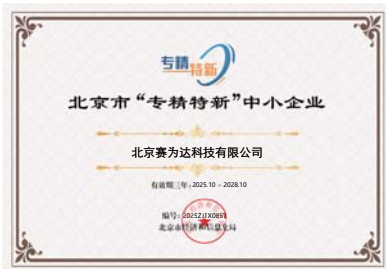 专精
特新
北京市“专精特新”中小企业
北京赛为达科技有限公司
有效期三年: 2025.10 – 2028.10
编号: 2025ZJTX0851
北京市经济和信息化局